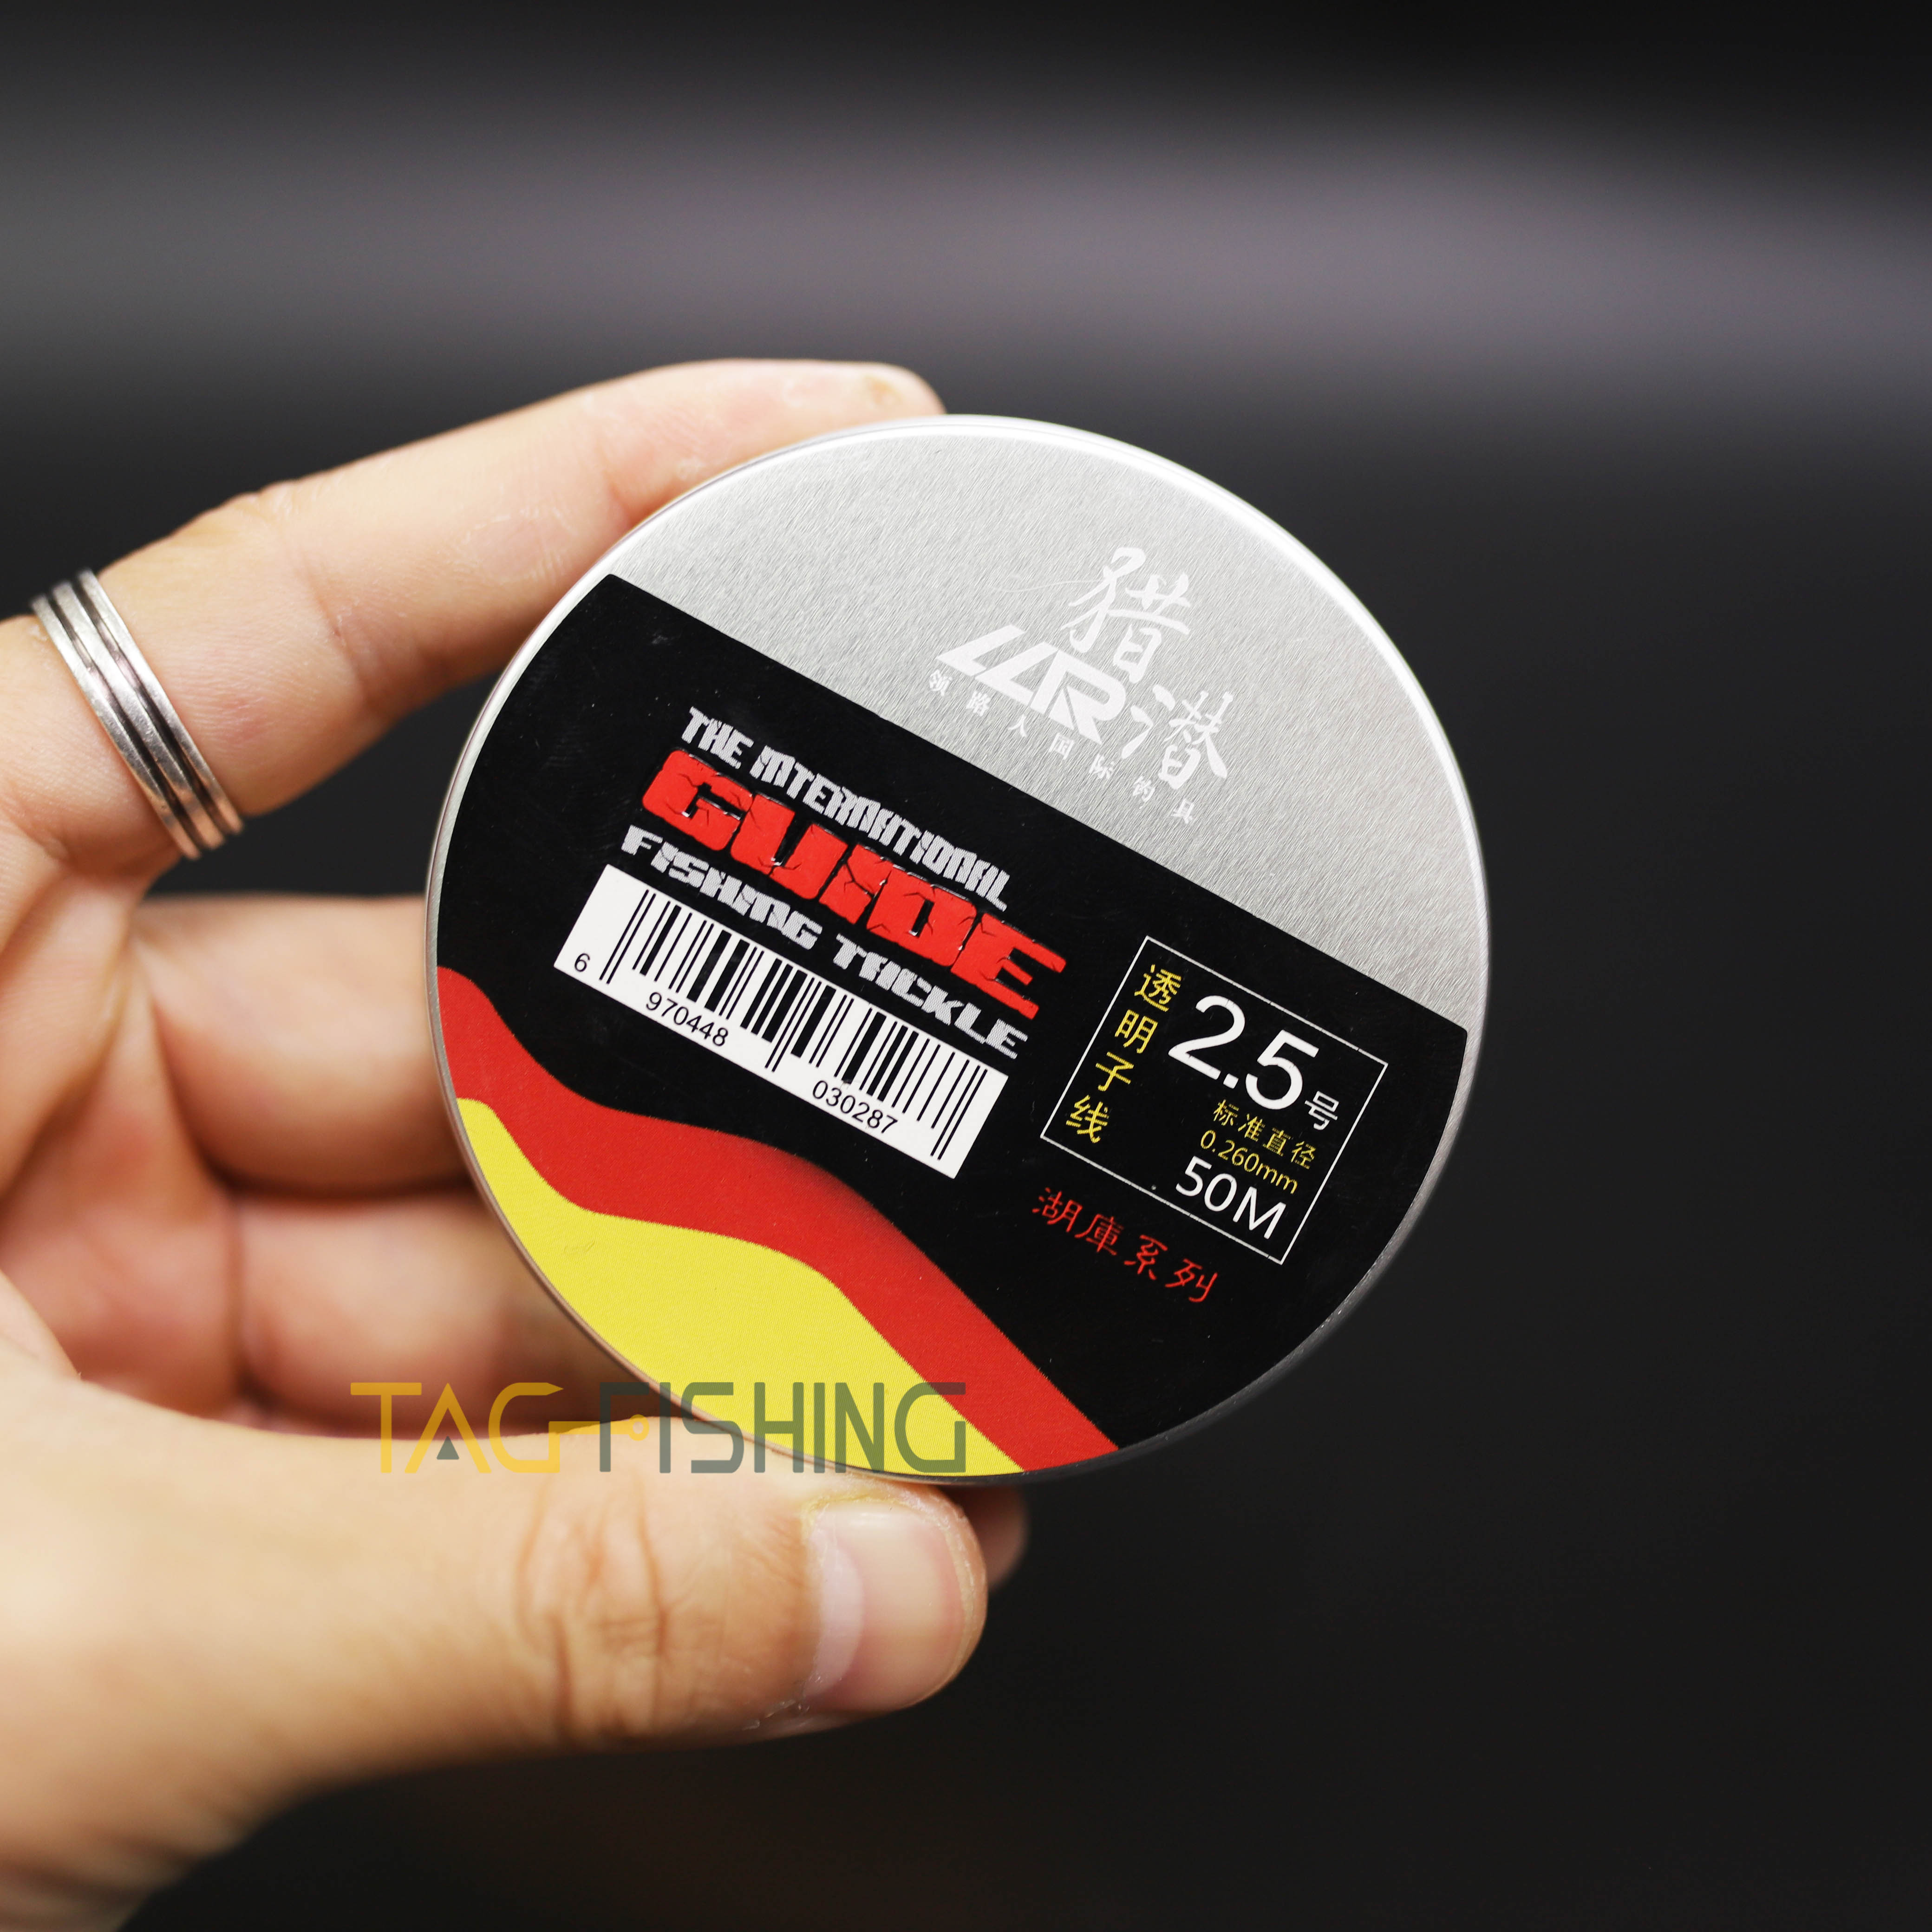 猎潜
LLR
领路人国际钓具
THE INTERNATIONAL
GUIDE
FISHING TACKLE
6 970448 030287
透明子线
2.5号
标准直径
0.260mm
50M
湖庫系列
TAG FISHING